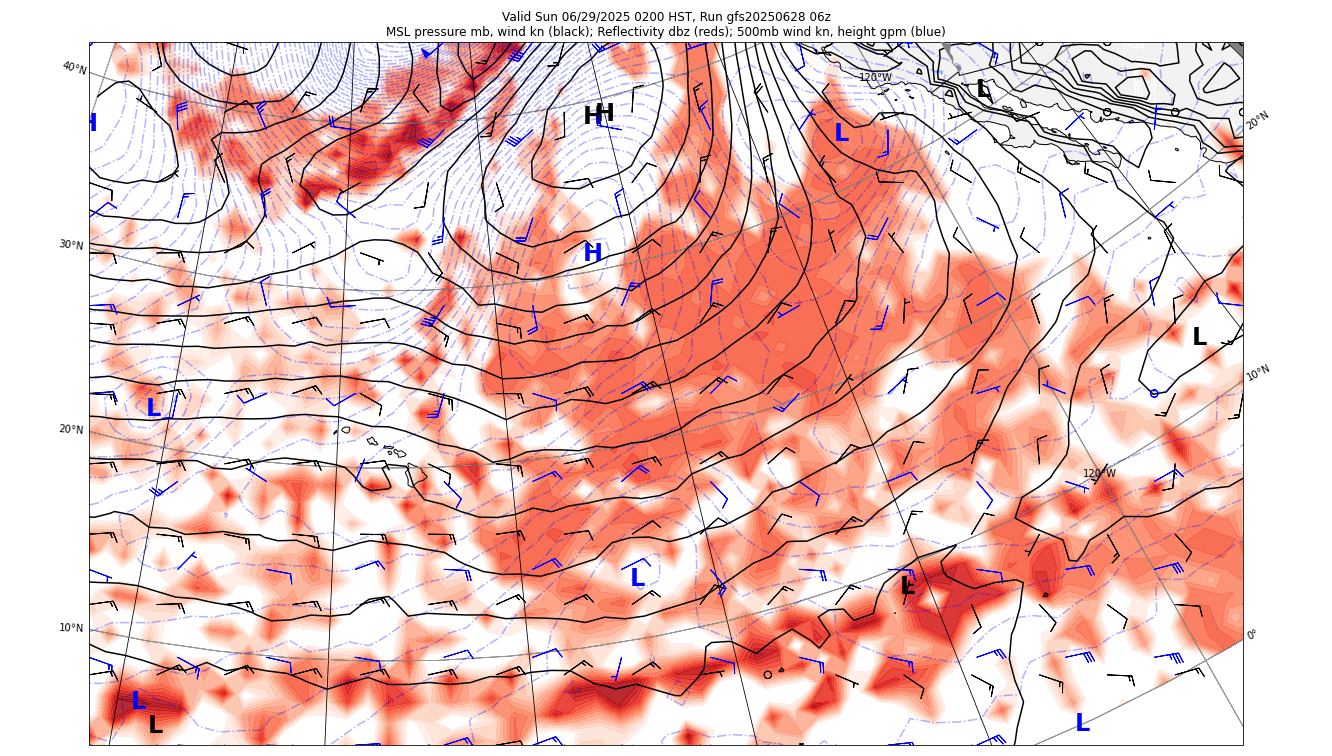 Valid Sun 06/29/2025 0200 HST, Run gfs20250628 06z
MSL pressure mb, wind kn (black); Reflectivity dbz (reds); 500mb wind kn, height gpm (blue)
40°N
120°W
L
20°N
H
H H
L
30°N
H
L
10°N
L
20°N
120°W
L
L
10°N
0°
L
L
L